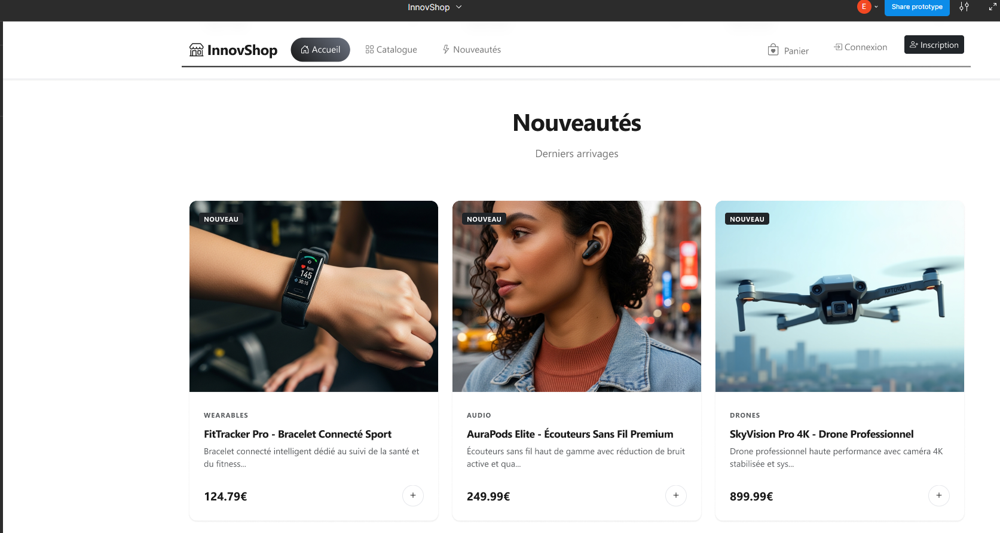 InnovShop
E
Share prototype
InnovShop
Accueil
Catalogue
Nouveautés
Panier
Connexion
Inscription
Nouveautés
Derniers arrivages
NOUVEAU
bpm
145
30:15
NOUVEAU
NOUVEAU
WEARABLES
FitTracker Pro - Bracelet Connecté Sport
Bracelet connecté intelligent dédié au suivi de la santé et
du fitness...
124.79€
+
AUDIO
AuraPods Elite - Écouteurs Sans Fil Premium
Écouteurs sans fil haut de gamme avec réduction de bruit
active et qua...
249.99€
+
DRONES
SkyVision Pro 4K - Drone Professionnel
Drone professionnel haute performance avec caméra 4K
stabilisée et sys...
899.99€
+